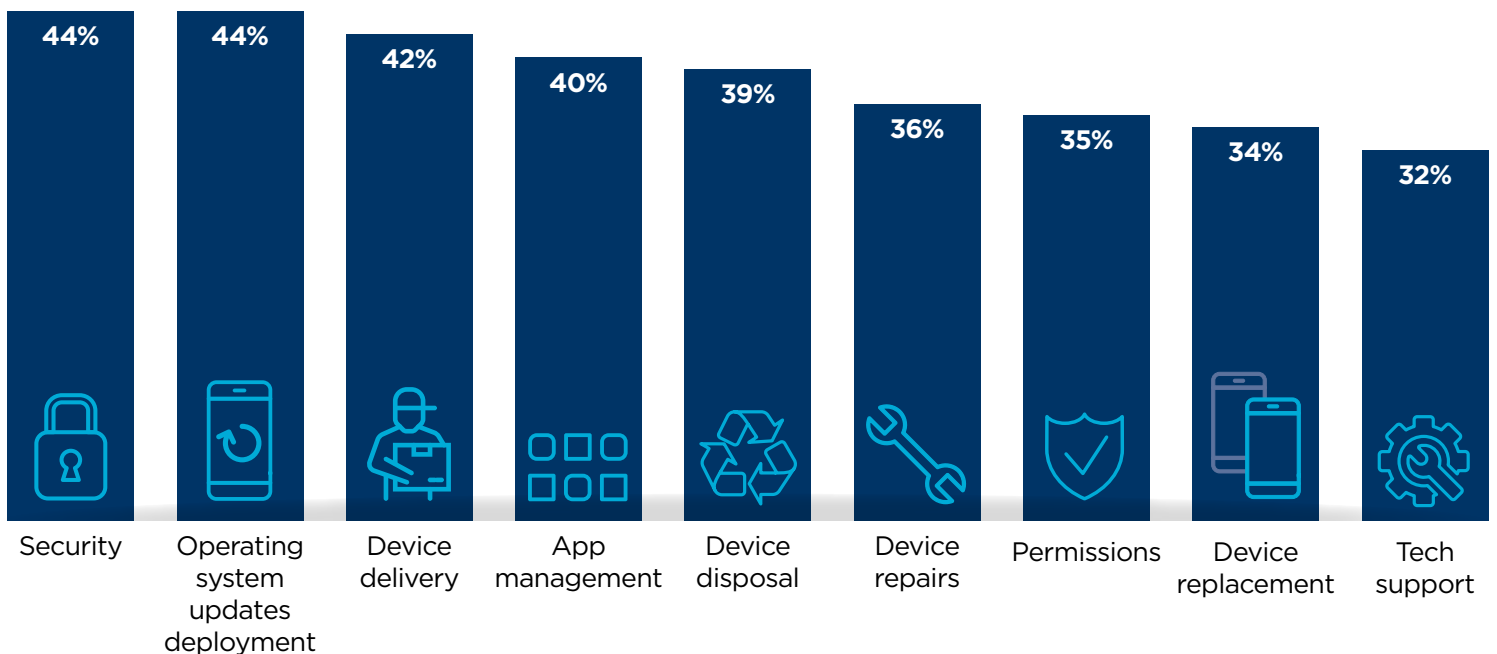 44%
44%
42%
40%
39%
36%
35%
34%
32%
Security
Operating
system
updates
deployment
Device
delivery
App
management
Device
disposal
Device
repairs
Permissions
Device
replacement
Tech
support